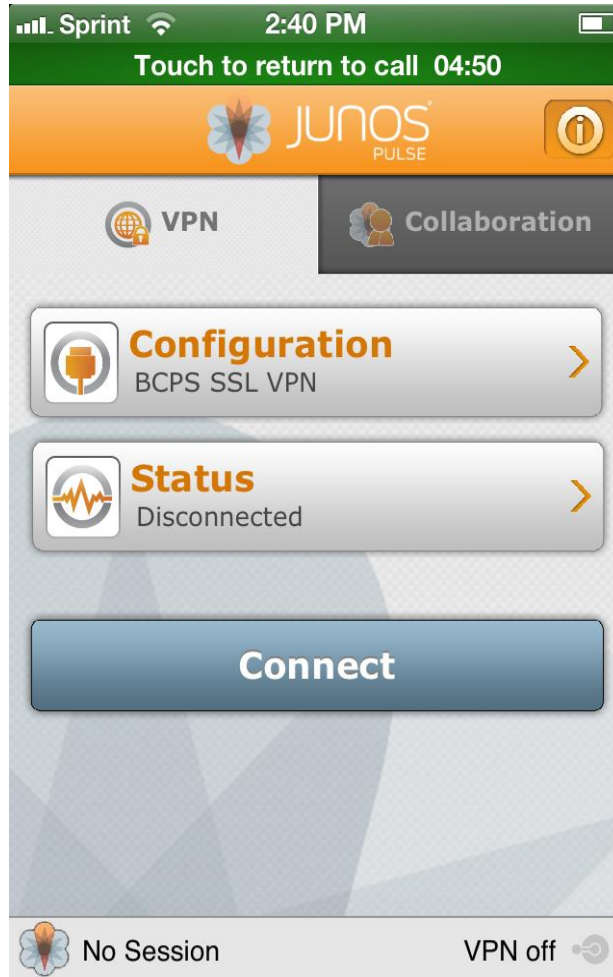 Sprint 2:40 PM
Touch to return to call 04:50
JUNOS
PULSE
VPN
Collaboration
Configuration
BCPS SSL VPN
Status
Disconnected
Connect
No Session
VPN off